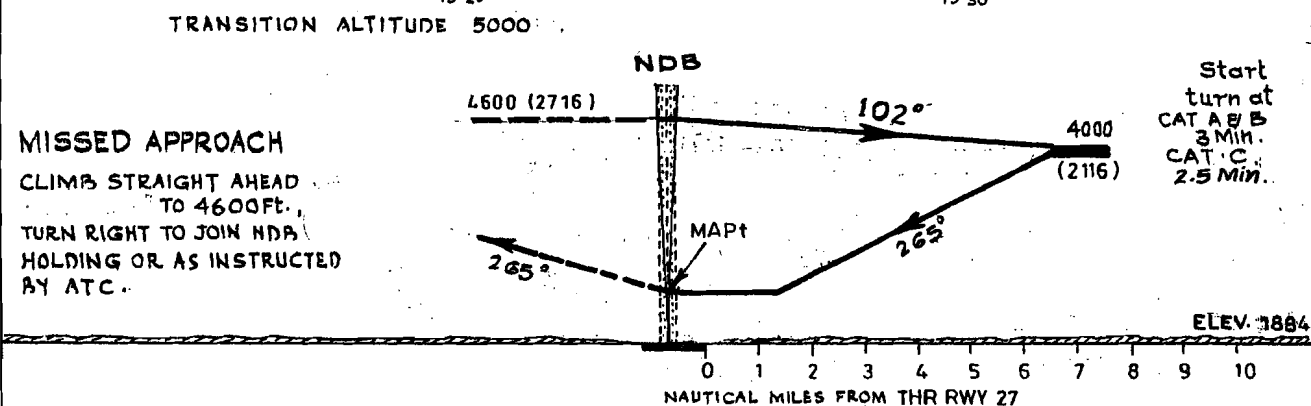 TRANSITION ALTITUDE 5000
NDB
4600 (2716)
102°
4000
(2116)
Start
turn at
CAT A & B
3 Min.
CAT C
2.5 Min.
MISSED APPROACH
CLIMB STRAIGHT AHEAD
TO 4600Ft.,
TURN RIGHT TO JOIN NDB
HOLDING OR AS INSTRUCTED
BY ATC.
265°
MAPt
265°
ELEV. 1884
0 1 2 3 4 5 6 7 8 9 10
NAUTICAL MILES FROM THR RWY 27